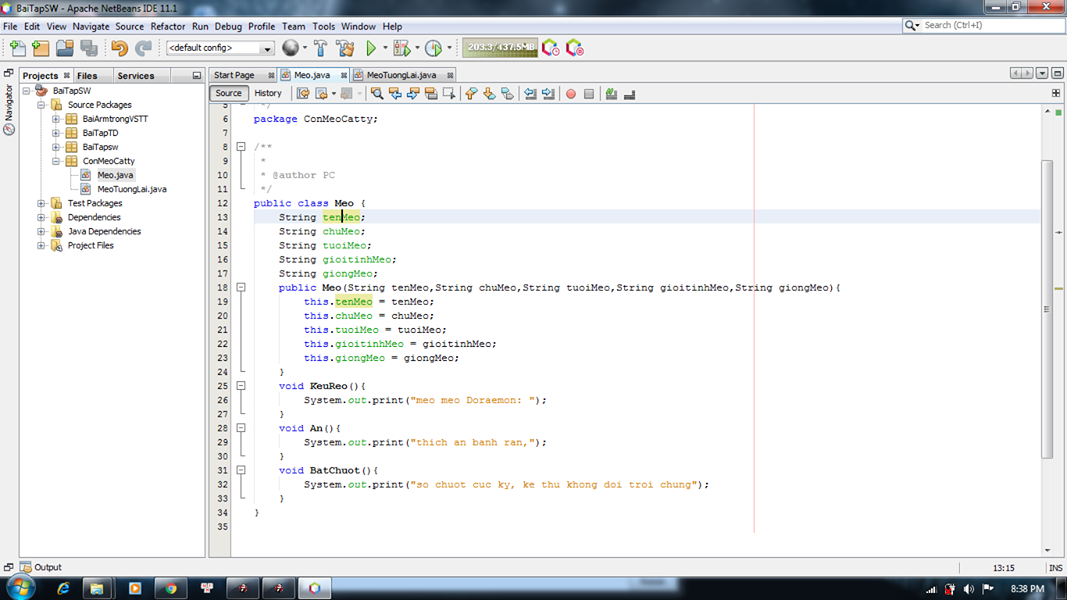 BaiTapSW - Apache NetBeans IDE 11.1
File Edit View Navigate Source Refactor Run Debug Profile Team Tools Window Help
Search (Ctrl+I)
<default config>
203.3/437.5MB
Projects Files Services
Start Page Meo.java MeoTuongLai.java
Source History
Navigator
BaiTapSW
Source Packages
BaiArmtrongVSTT
BaiTapTD
BaiTapsw
ConMeoCatty
Meo.java
MeoTuongLai.java
Test Packages
Dependencies
Java Dependencies
Project Files
5 */
6 package ConMeoCatty;
7
8 /**
9 *
10 * @author PC
11 */
12 public class Meo {
13 String tenMeo;
14 String chuMeo;
15 String tuoiMeo;
16 String gioitinhMeo;
17 String giongMeo;
18 public Meo(String tenMeo,String chuMeo,String tuoiMeo,String gioitinhMeo,String giongMeo){
19 this.tenMeo = tenMeo;
20 this.chuMeo = chuMeo;
21 this.tuoiMeo = tuoiMeo;
22 this.gioitinhMeo = gioitinhMeo;
23 this.giongMeo = giongMeo;
24 }
25 void KeuReo(){
26 System.out.print("meo meo Doraemon: ");
27 }
28 void An(){
29 System.out.print("thich an banh ran,");
30 }
31 void BatChuot(){
32 System.out.print("so chuot cuc ky, ke thu khong doi troi chung");
33 }
34 }
35
Output
13:15 INS
8:38 PM